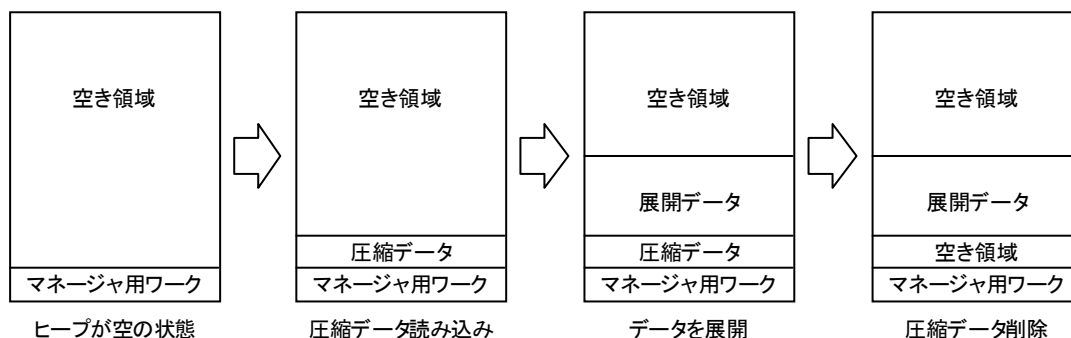 空き領域
マネージャ用ワーク
ヒープが空の状態
空き領域
圧縮データ
マネージャ用ワーク
圧縮データ読み込み
空き領域
展開データ
圧縮データ
マネージャ用ワーク
データを展開
空き領域
展開データ
空き領域
マネージャ用ワーク
圧縮データ削除